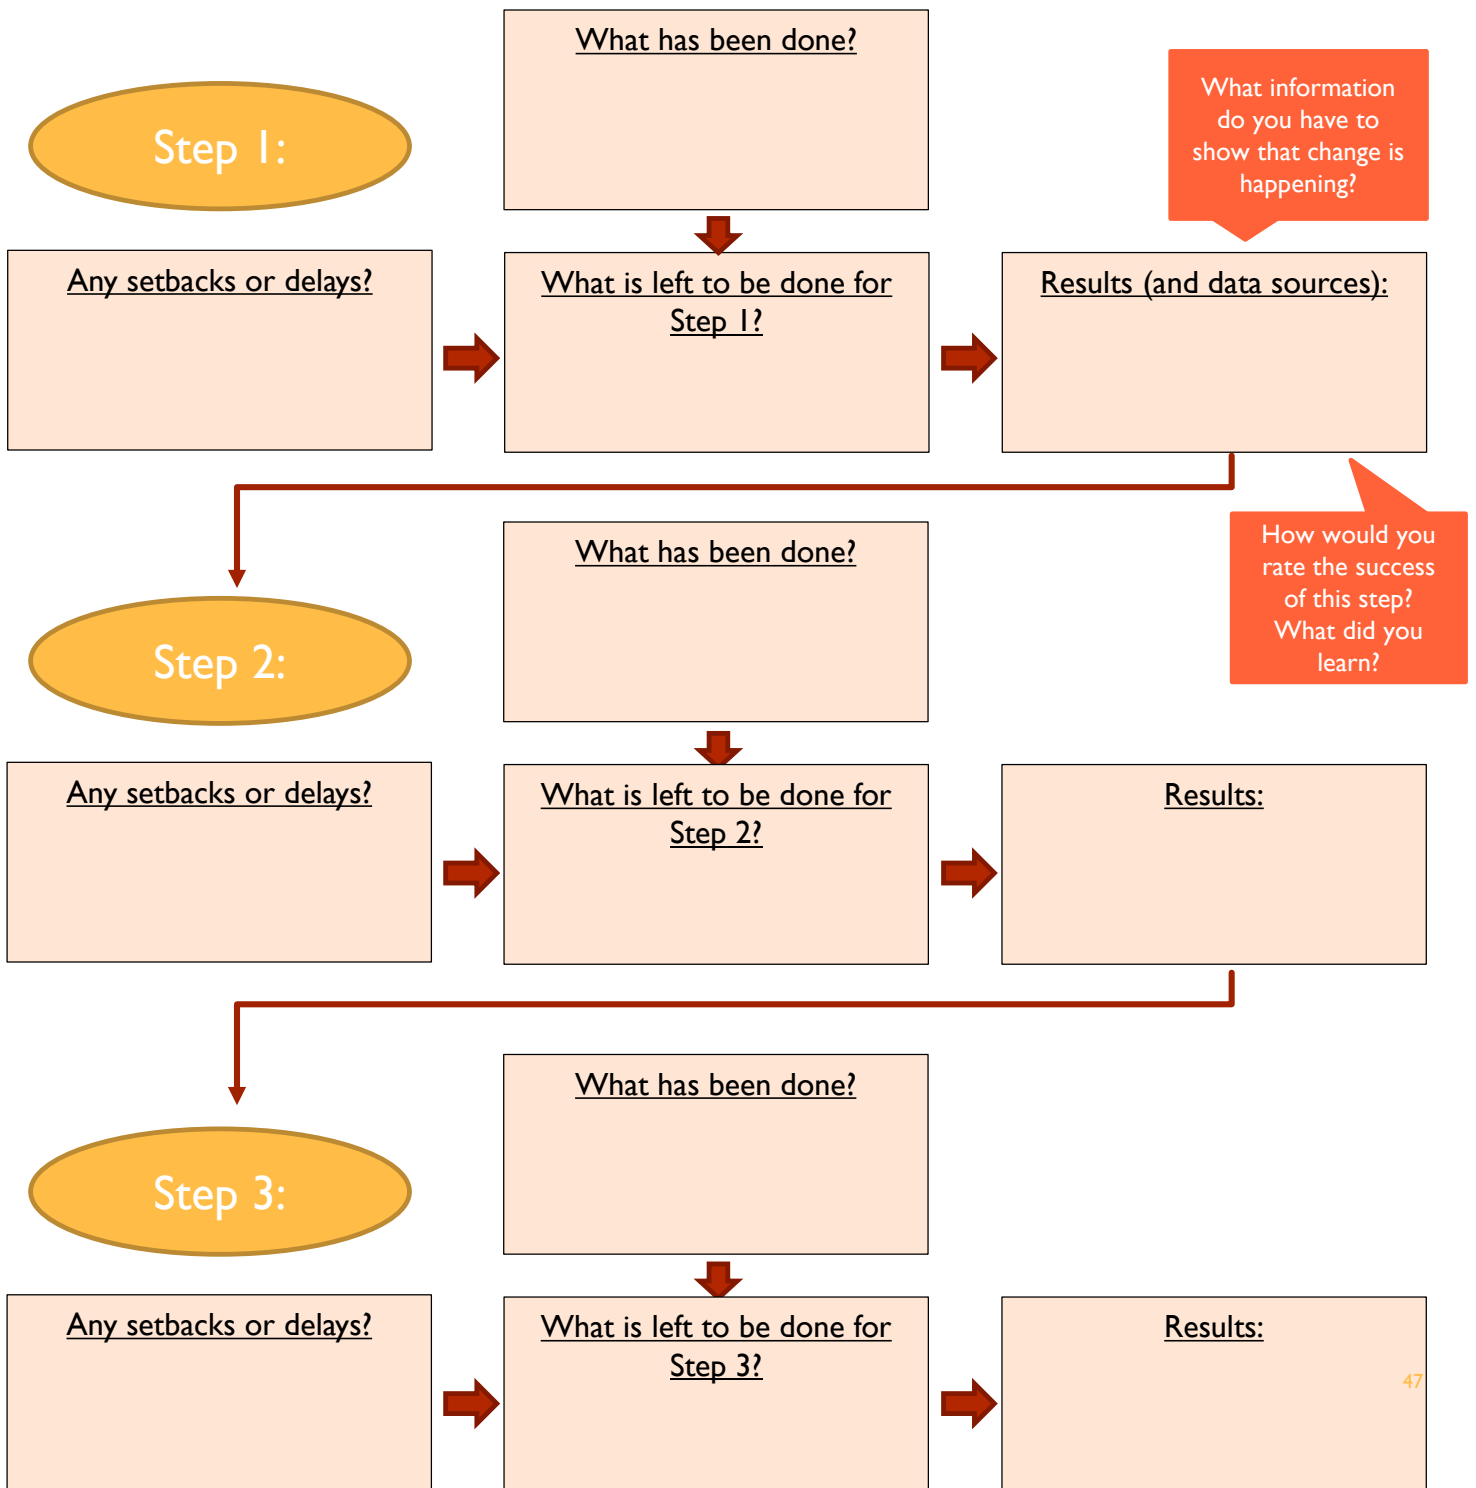 What has been done?
What information
do you have to
show that change is
happening?
Step 1:
Any setbacks or delays?
What is left to be done for
Step 1?
Results (and data sources):
What has been done?
How would you
rate the success
of this step?
What did you
learn?
Step 2:
Any setbacks or delays?
What is left to be done for
Step 2?
Results:
What has been done?
Step 3:
Any setbacks or delays?
What is left to be done for
Step 3?
Results:
47